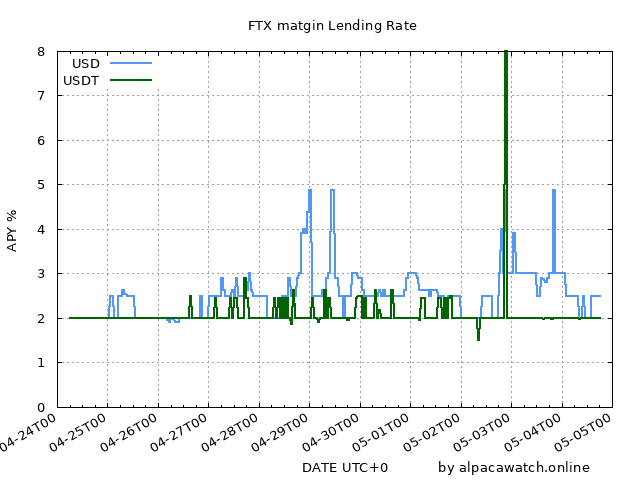 FTX matgin Lending Rate
USD
USDT
APY %
8
7
6
5
4
3
2
1
0
04-24T00
04-25T00
04-26T00
04-27T00
04-28T00
04-29T00
04-30T00
05-01T00
05-02T00
05-03T00
05-04T00
05-05T00
DATE UTC+0
by alpacawatch.online